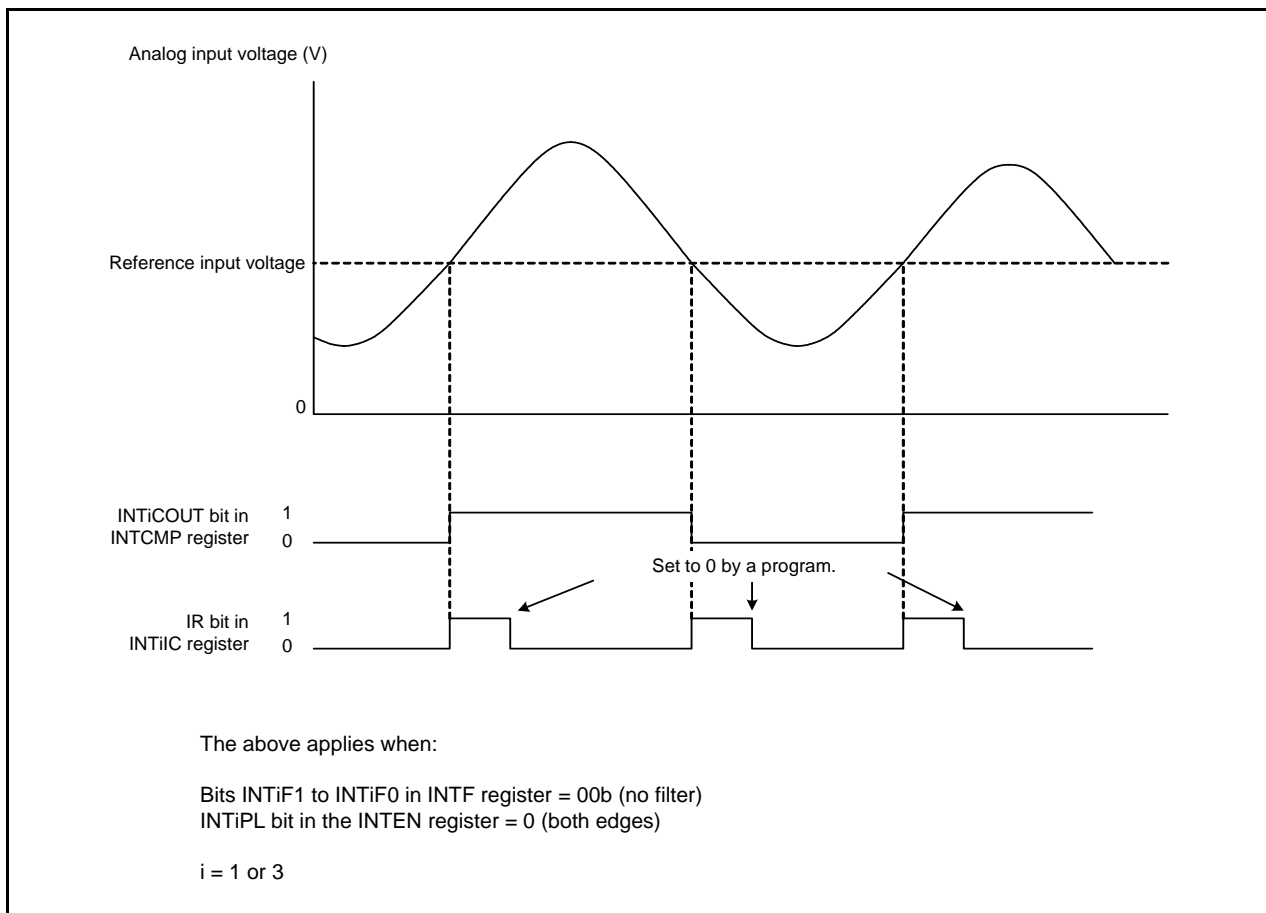 Analog input voltage (V)
Reference input voltage
0
INTiCOUT bit in
INTCMP register
1
0
Set to 0 by a program.
IR bit in
INTiIC register
1
0
The above applies when:
Bits INTiF1 to INTiF0 in INTF register = 00b (no filter)
INTiPL bit in the INTEN register = 0 (both edges)
i = 1 or 3